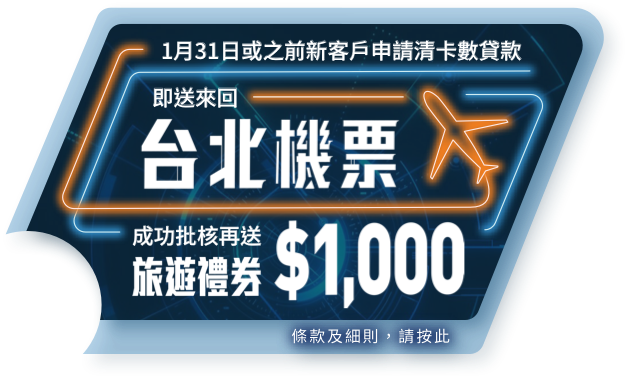 1月31日或之前新客戶申請清卡數貸款
即送來回
台北機票
成功批核再送
旅遊禮券 $1,000
條款及細則，請按此